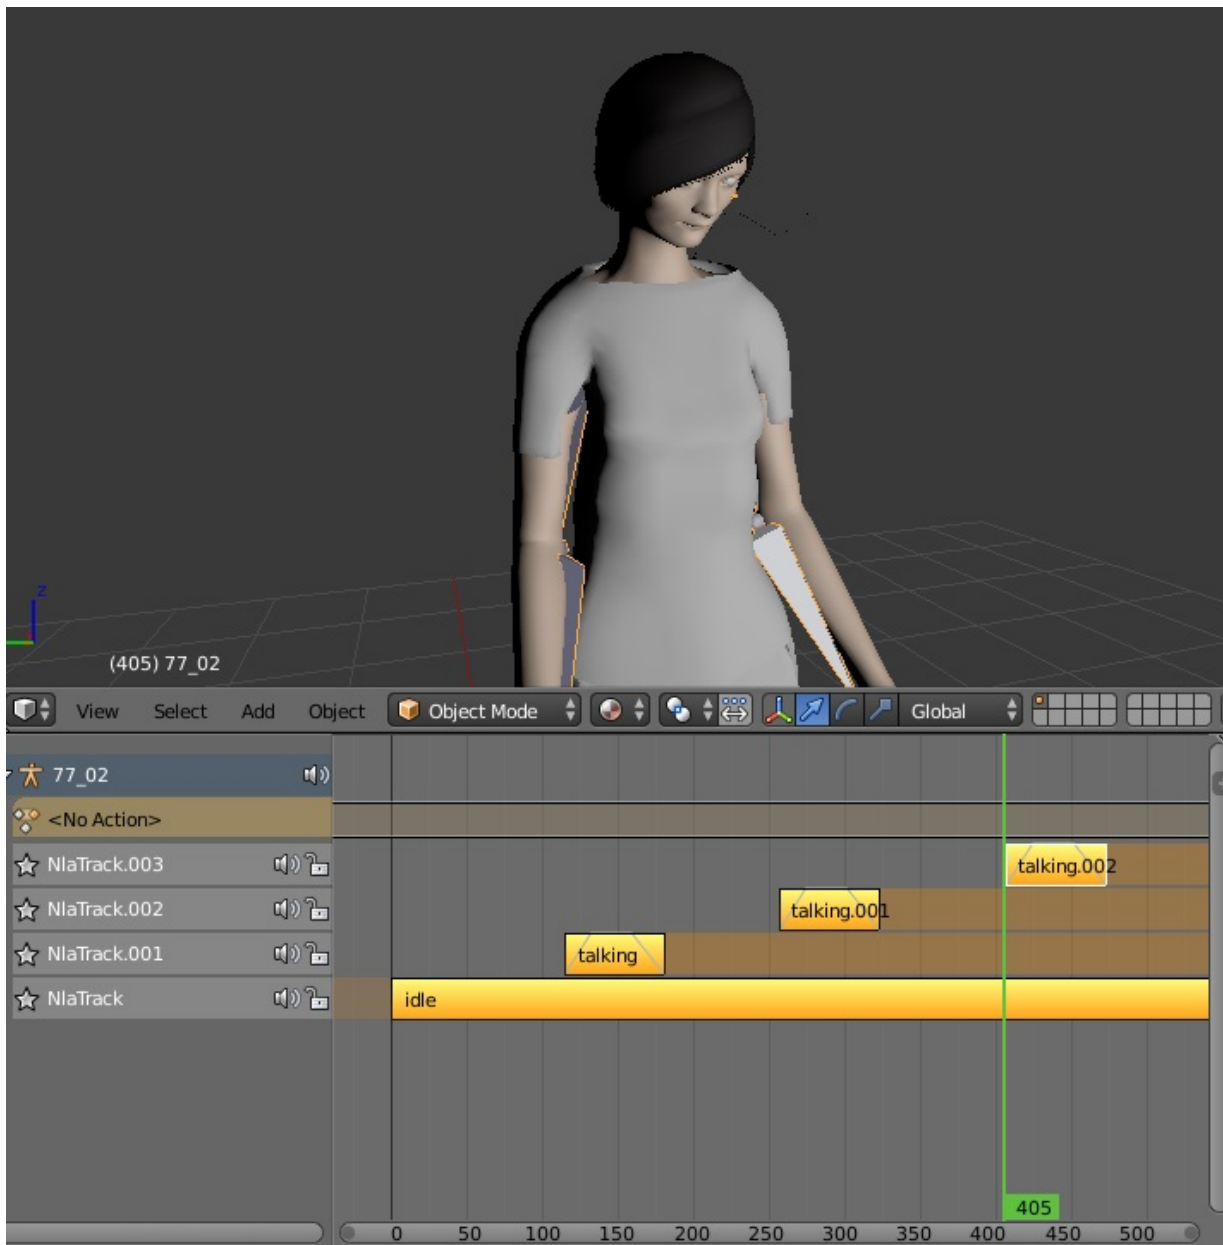 z
(405) 77_02
View Select Add Object Object Mode Global
77_02
<No Action>
NlaTrack.003 talking.002
NlaTrack.002 talking.001
NlaTrack.001 talking
NlaTrack idle
405
0 50 100 150 200 250 300 350 400 450 500